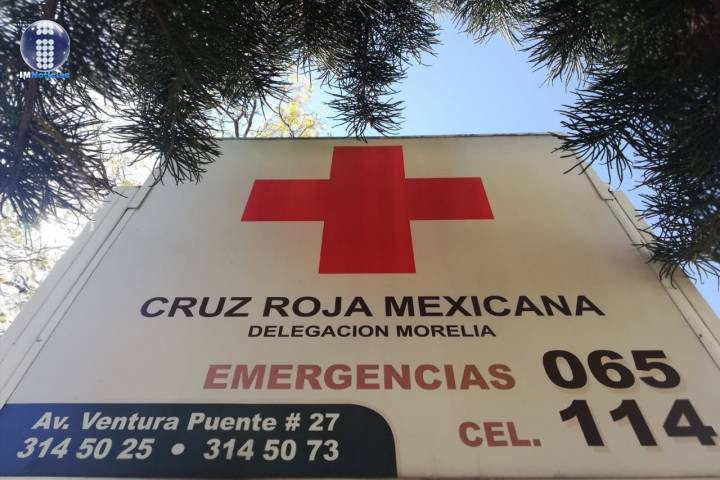 IMNoticias
CRUZ ROJA MEXICANA
DELEGACION MORELIA
EMERGENCIAS 065
CEL. 114
Av. Ventura Puente # 27
314 50 25 • 314 50 73